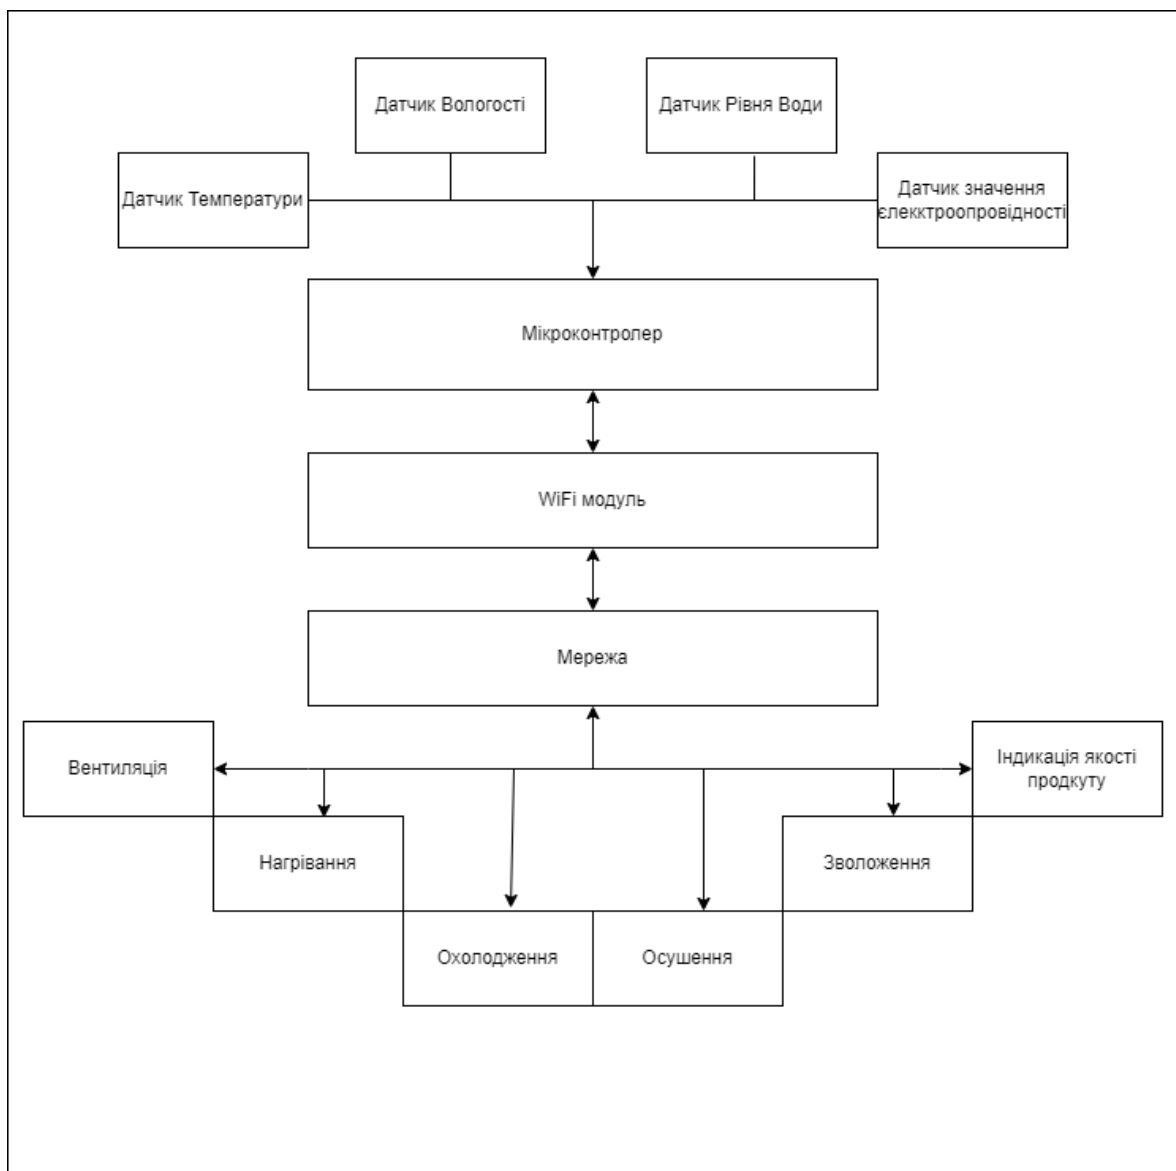 Датчик Вологості
Датчик Рівня Води
Датчик Температури
Датчик значення
єлекктроопровідності
Мікроконтролер
WiFi модуль
Мережа
Вентиляція
Індикація якості
продкуту
Нагрівання
Зволоження
Охолодження
Осушення